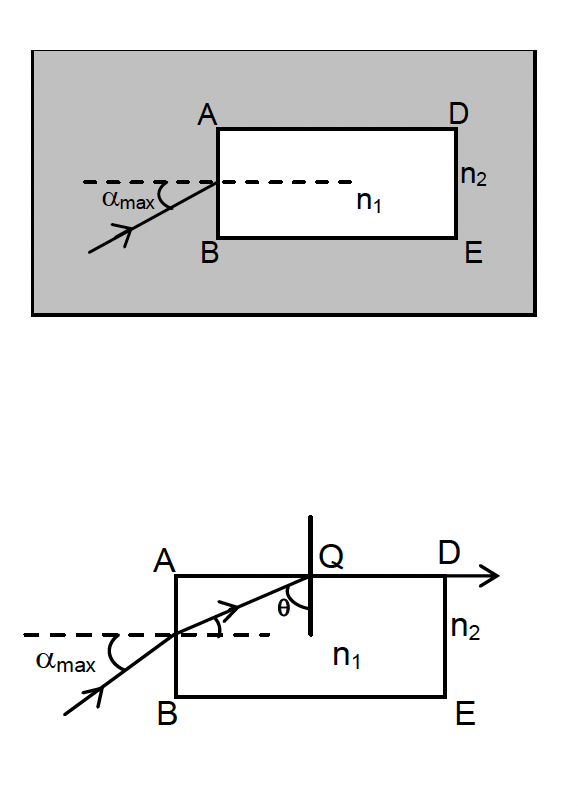 A D
n₂
αmax n₁
B E
A Q D
θ
n₂
αmax n₁
B E